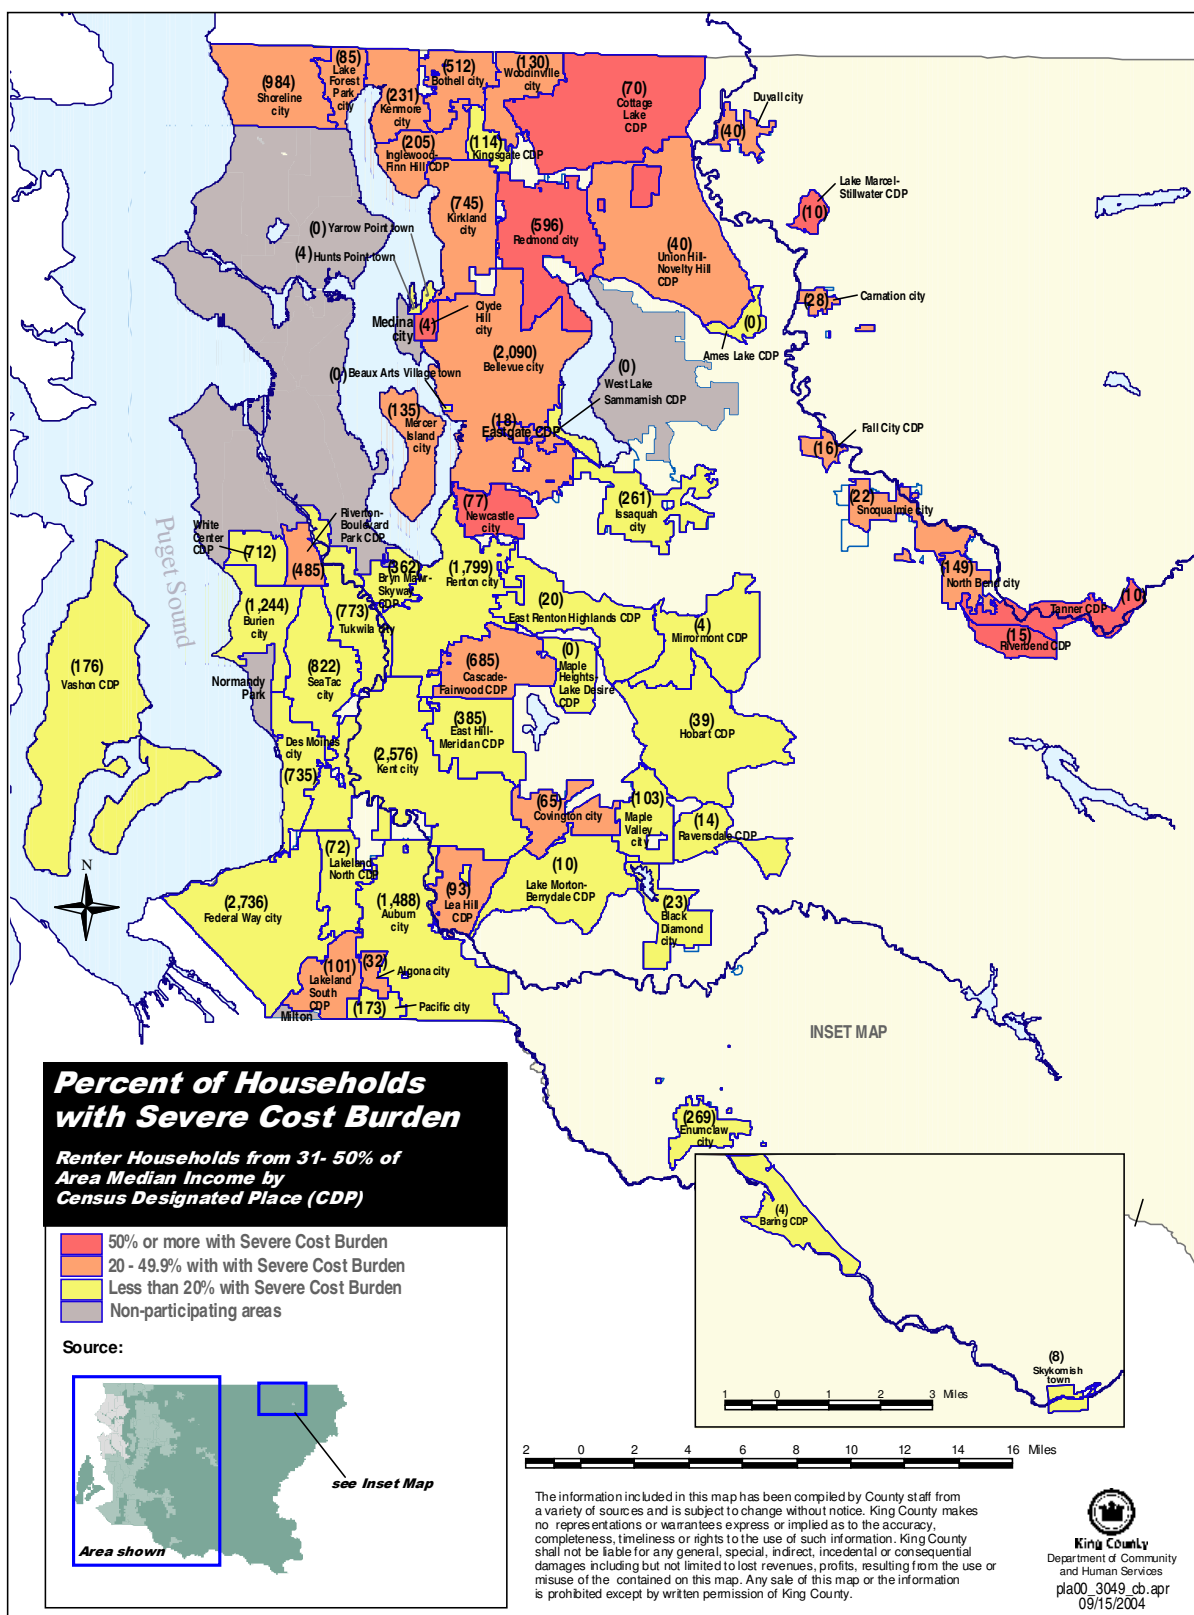 (984)
Shoreline
city
(85)
Lake
Forest
Park
city
(231)
Kenmore
city
(512)
Bothell city
(130)
Woodinville
city
(70)
Cottage
Lake
CDP
Duvall city
(40)
(205)
Inglewood-
Finn Hill CDP
(114)
Kingsgate CDP
Lake Marcel-
Stillwater CDP
(10)
(745)
Kirkland
city
(596)
Redmond city
(40)
Union Hill-
Novelty Hill
CDP
(0) Yarrow Point town
(4) Hunts Point town
Carnation city
(28)
Clyde
Hill
city
Medina
city
(4)
(0)
Ames Lake CDP
(2,090)
Bellevue city
(0)
West Lake
Sammamish CDP
(0) Beaux Arts Village town
(135)
Mercer
Island
city
(18)
Eastgate CDP
Fall City CDP
(16)
(77)
Newcastle
city
(261)
Issaquah
city
(22)
Snoqualmie city
Puget Sound
White
Center
CDP
(712)
Riverton-
Boulevard
Park CDP
(485)
(362)
Bryn Mawr-
Skyway
CDP
(1,799)
Renton city
(149)
North Bend city
(10)
Tanner CDP
(15)
Riverbend CDP
(1,244)
Burien
city
(773)
Tukwila city
(20)
East Renton Highlands CDP
(4)
Mirrormont CDP
(176)
Vashon CDP
Normandy
Park
(822)
SeaTac
city
(685)
Cascade-
Fairwood CDP
(0)
Maple
Heights-
Lake Desire
CDP
(39)
Hobart CDP
Des Moines
city
(735)
(2,576)
Kent city
(385)
East Hill-
Meridian CDP
(65)
Covington city
(103)
Maple
Valley
city
(14)
Ravensdale CDP
N
(72)
Lakeland
North CDP
(2,736)
Federal Way city
(1,488)
Auburn
city
(93)
Lea Hill
CDP
(10)
Lake Morton-
Berrydale CDP
(23)
Black
Diamond
city
(101)
Lakeland
South
CDP
(32)
Algona city
(173)
Pacific city
Milton
INSET MAP
(269)
Enumclaw
city
(4)
Baring CDP
(8)
Skykomish
town
1 0 1 2 3 Miles
Percent of Households
with Severe Cost Burden
Renter Households from 31- 50% of
Area Median Income by
Census Designated Place (CDP)
50% or more with Severe Cost Burden
20 - 49.9% with with Severe Cost Burden
Less than 20% with Severe Cost Burden
Non-participating areas
Source:
see Inset Map
Area shown
2 0 2 4 6 8 10 12 14 16 Miles
The information included in this map has been compiled by County staff from
a variety of sources and is subject to change without notice. King County makes
no representations or warrantees express or implied as to the accuracy,
completeness, timeliness or rights to the use of such information. King County
shall not be liable for any general, special, indirect, incedental or consequential
damages including but not limited to lost revenues, profits, resulting from the use or
misuse of the contained on this map. Any sale of this map or the information
is prohibited except by written permission of King County.
King County
Department of Community
and Human Services
pla00_3049_cb.apr
09/15/2004